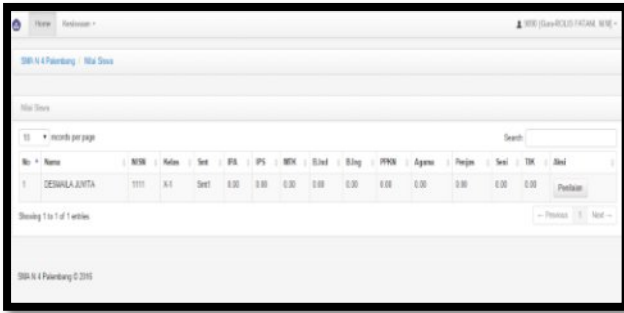 Home
SMA N 4 Palembang / Nilai Siswa
Nilai Siswa
10 records per page Search:
No Nama NISN Kelas Smt IPA IPS MTK B.Ind B.Ing PPKN Agama Penjas Seni TIK Aksi
1 DESMAILA JUWITA 1111 X-1 Smt1 0.00 0.00 0.00 0.00 0.00 0.00 0.00 0.00 0.00 0.00 Penilaian
Showing 1 to 1 of 1 entries ← Previous 1 Next →
SMA N 4 Palembang © 2016